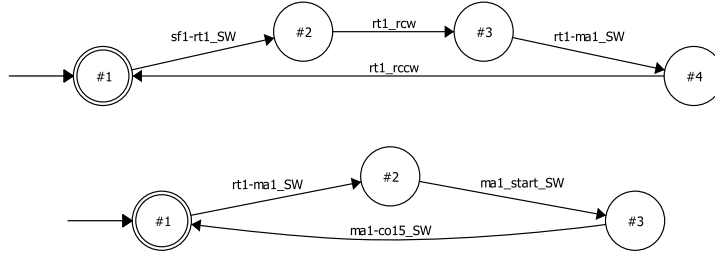 sf1-rt1_SW
#2
rt1_rcw
#3
rt1-ma1_SW
#1
rt1_rccw
#4
rt1-ma1_SW
#2
ma1_start_SW
#1
ma1-co15_SW
#3